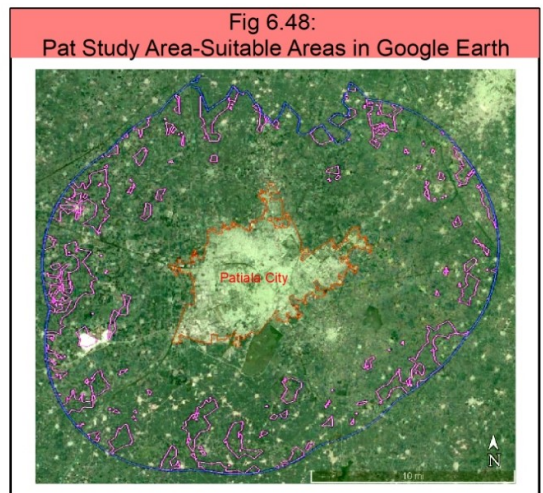 Fig 6.48:
Pat Study Area-Suitable Areas in Google Earth
Patiala City
N
10 mi